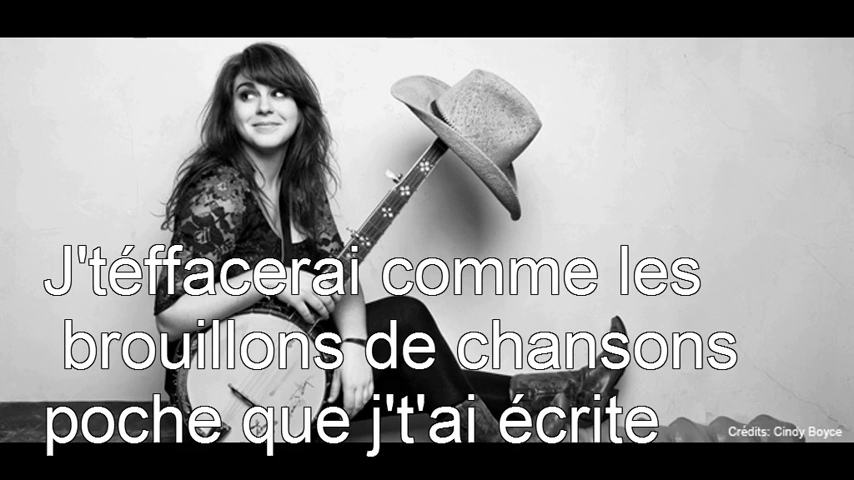 J'téffacerai comme les
brouillons de chansons
poche que j't'ai écrite
Crédits: Cindy Boyce